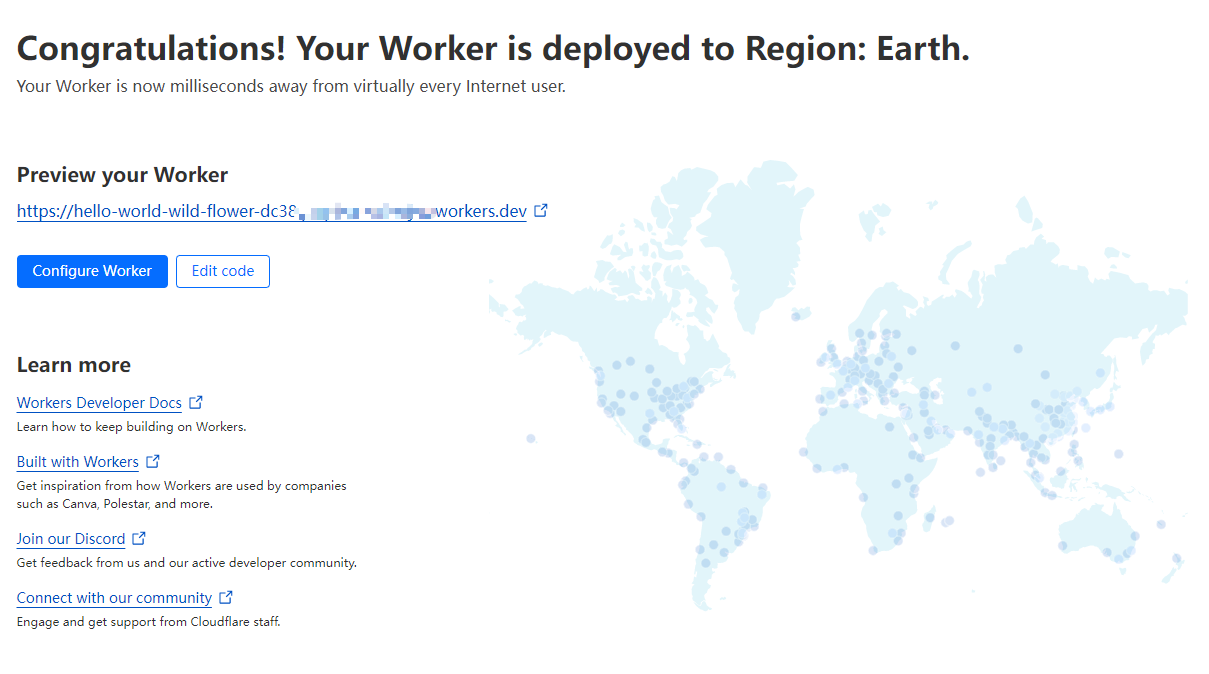 Congratulations! Your Worker is deployed to Region: Earth.
Your Worker is now milliseconds away from virtually every Internet user.
Preview your Worker
https://hello-world-wild-flower-dc38 workers.dev
Configure Worker
Edit code
Learn more
Workers Developer Docs
Learn how to keep building on Workers.
Built with Workers
Get inspiration from how Workers are used by companies
such as Canva, Polestar, and more.
Join our Discord
Get feedback from us and our active developer community.
Connect with our community
Engage and get support from Cloudflare staff.